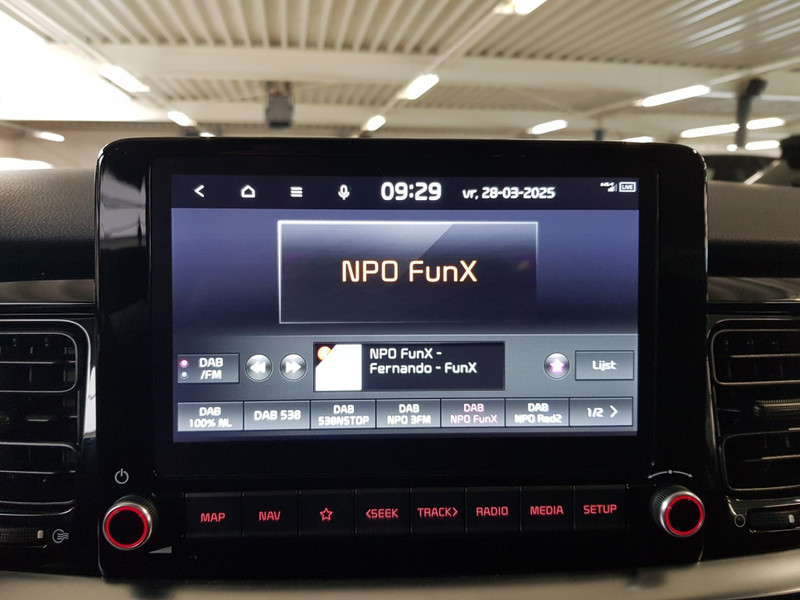 09:29 vr, 28-03-2025 LIVE
NPO FunX
DAB
/FM
NPO FunX -
Fernando - FunX
Lijst
DAB
100% NL
DAB 538
DAB
538NSTOP
DAB
NPO 3FM
DAB
NPO FunX
DAB
NPO Red2
1/2 >
MAP
NAV
<SEEK
TRACK>
RADIO
MEDIA
SETUP